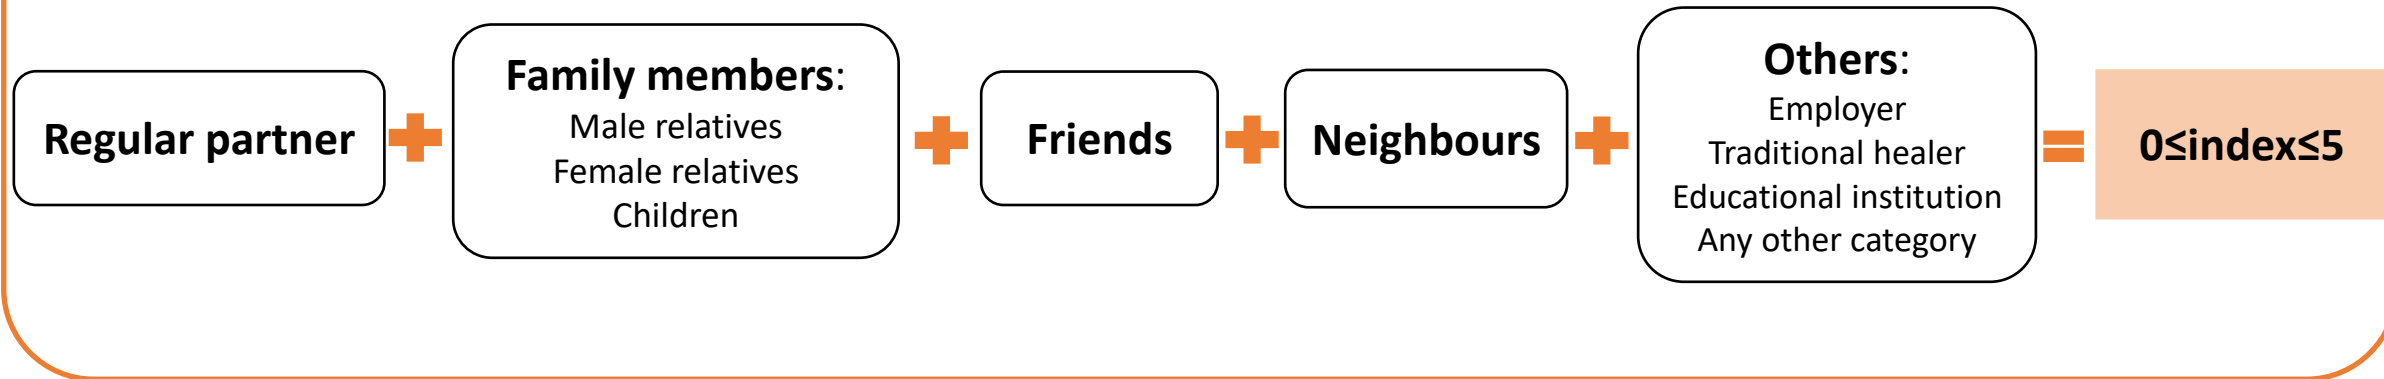 Regular partner
Family members:
Male relatives
Female relatives
Children
Friends
Neighbours
Others:
Employer
Traditional healer
Educational institution
Any other category
0≤index≤5